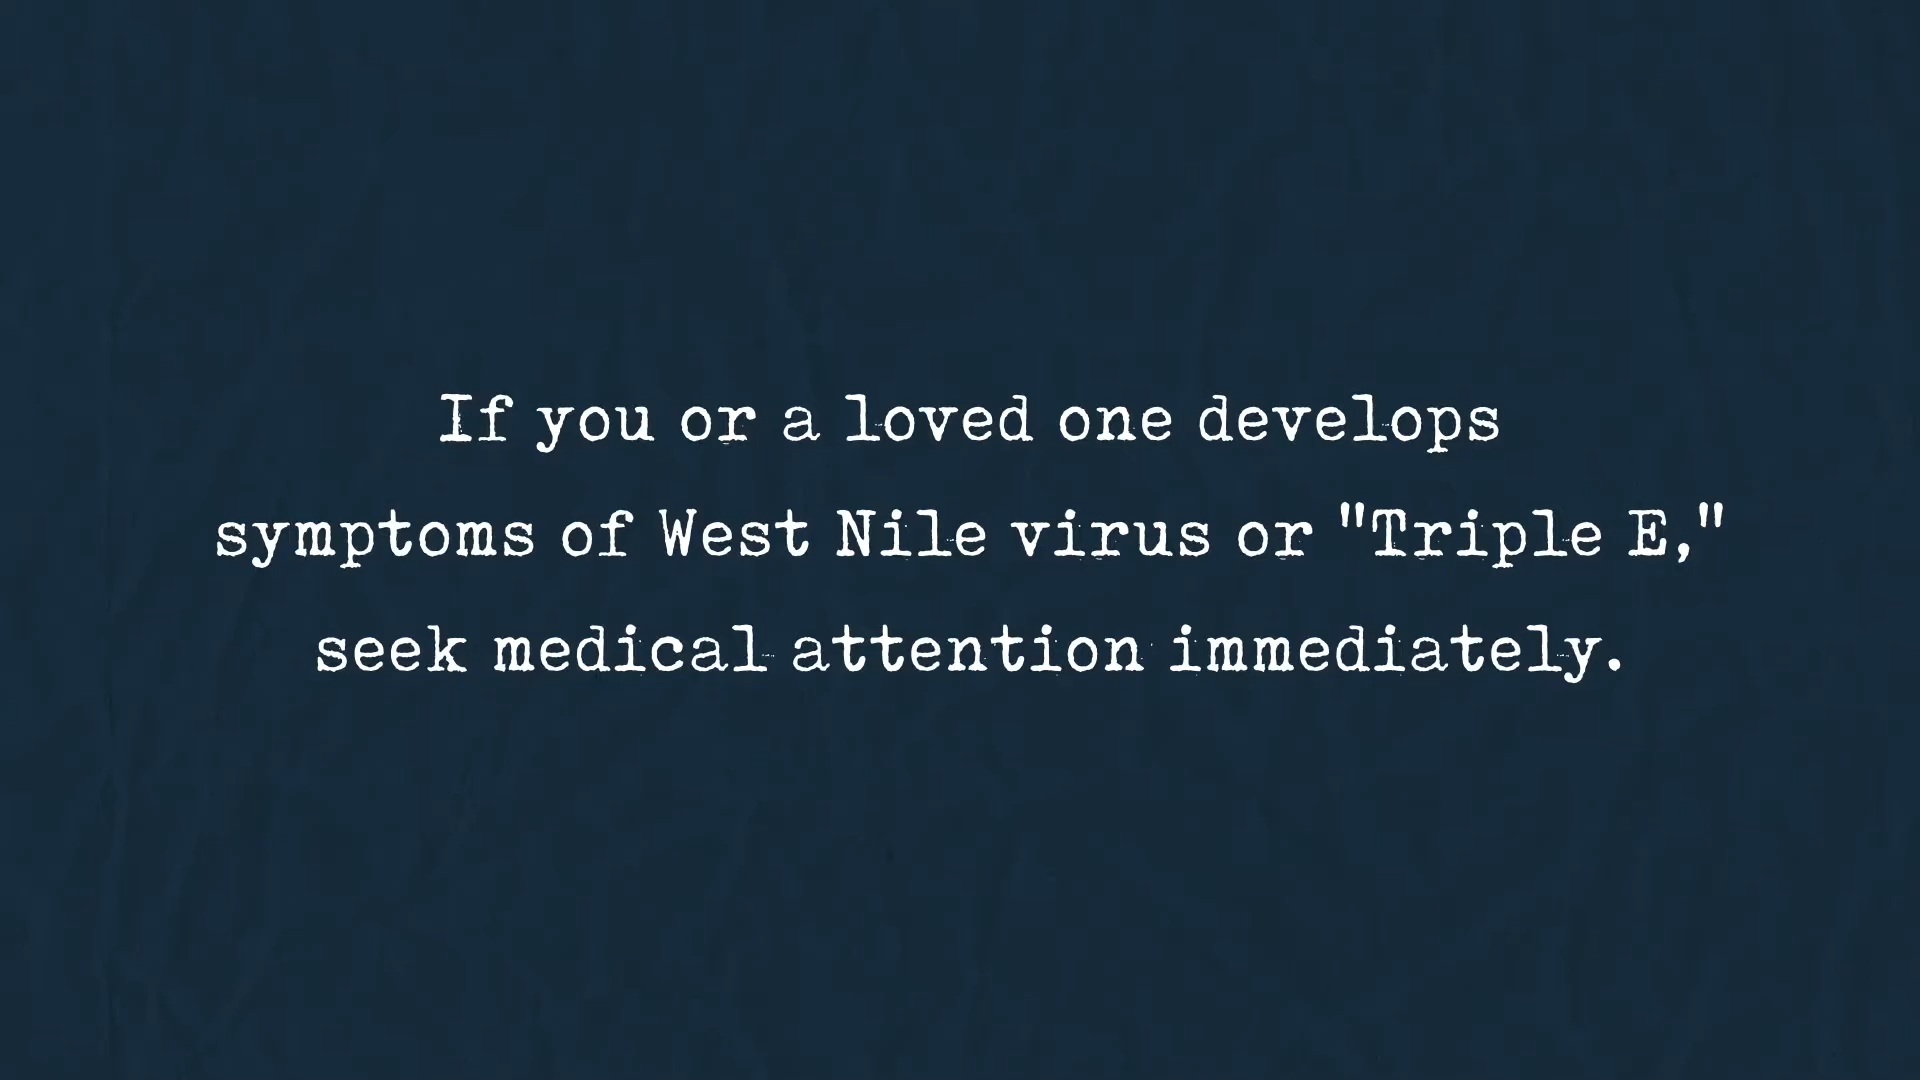 If you or a loved one develops
symptoms of West Nile virus or "Triple E,"
seek medical attention immediately.